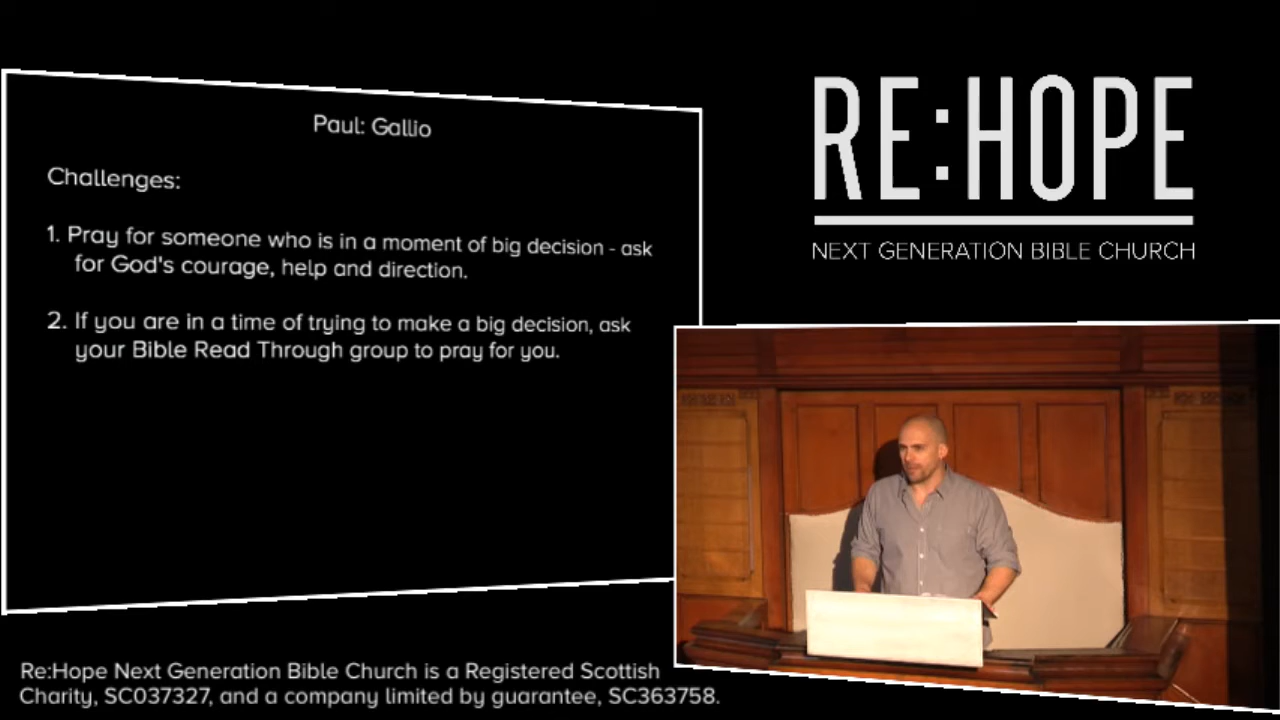 Paul: Gallio
Challenges:
1. Pray for someone who is in a moment of big decision - ask
for God's courage, help and direction.
2. If you are in a time of trying to make a big decision, ask
your Bible Read Through group to pray for you.
RE:HOPE
NEXT GENERATION BIBLE CHURCH
Re:Hope Next Generation Bible Church is a Registered Scottish
Charity, SC037327, and a company limited by guarantee, SC363758.